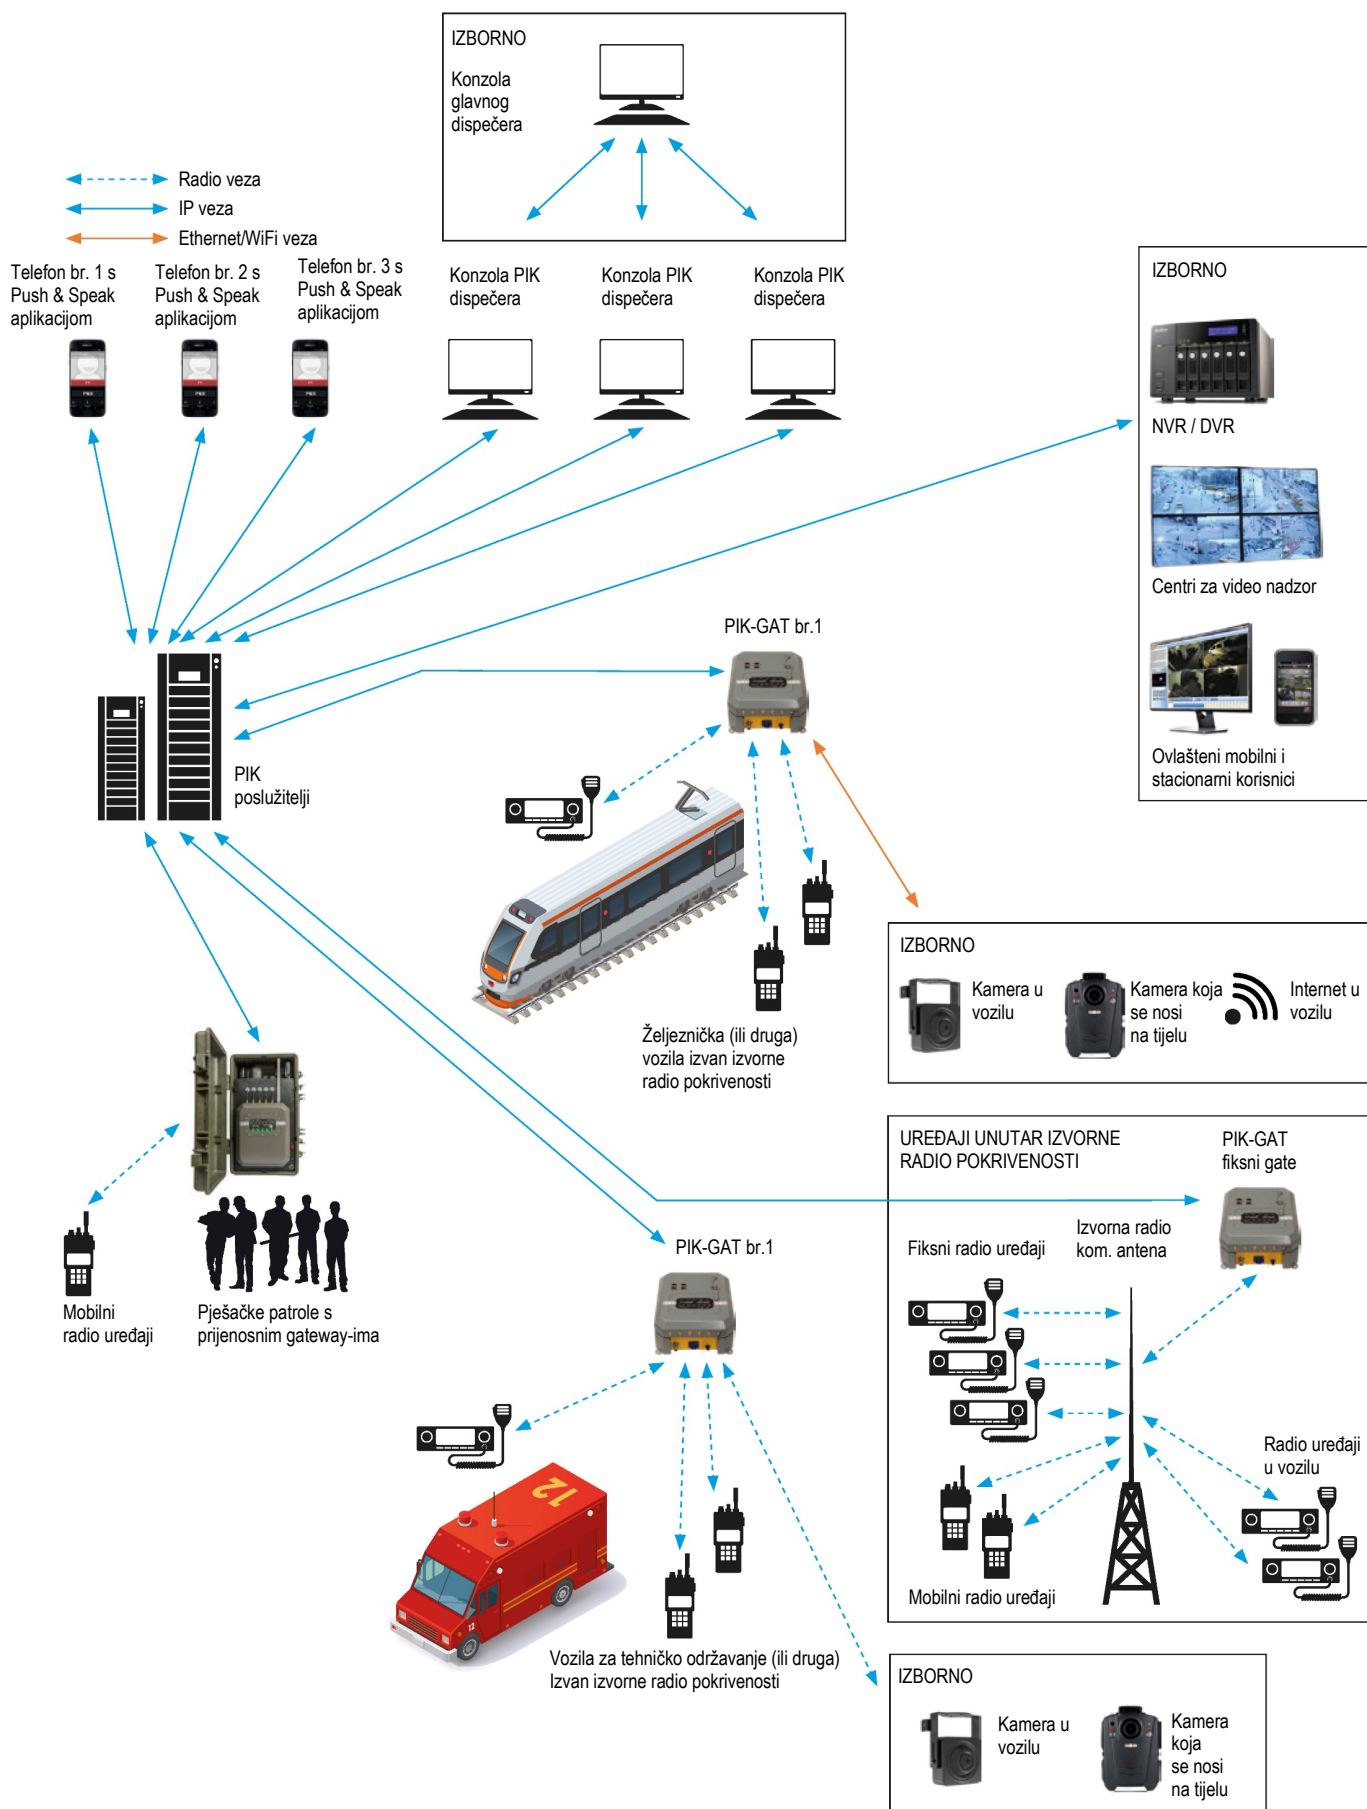 IZBORNO
Konzola
glavnog
dispečera
Radio veza
IP veza
Ethernet/WiFi veza
Telefon br. 1 s
Push & Speak
aplikacijom
Telefon br. 2 s
Push & Speak
aplikacijom
Telefon br. 3 s
Push & Speak
aplikacijom
Konzola PIK
dispečera
Konzola PIK
dispečera
Konzola PIK
dispečera
IZBORNO
NVR / DVR
Centri za video nadzor
Ovlašteni mobilni i
stacionarni korisnici
PIK-GAT br.1
PIK
poslužitelji
Željeznička (ili druga)
vozila izvan izvorne
radio pokrivenosti
IZBORNO
Kamera u
vozilu
Kamera koja
se nosi
na tijelu
Internet u
vozilu
UREĐAJI UNUTAR IZVORNE
RADIO POKRIVENOSTI
PIK-GAT
fiksni gate
Izvorna radio
kom. antena
Fiksni radio uređaji
Radio uređaji
u vozilu
Mobilni radio uređaji
Mobilni
radio uređaji
Pješačke patrole s
prijenosnim gateway-ima
PIK-GAT br.1
12
12
Vozila za tehničko održavanje (ili druga)
Izvan izvorne radio pokrivenosti
IZBORNO
Kamera u
vozilu
Kamera
koja
se nosi
na tijelu